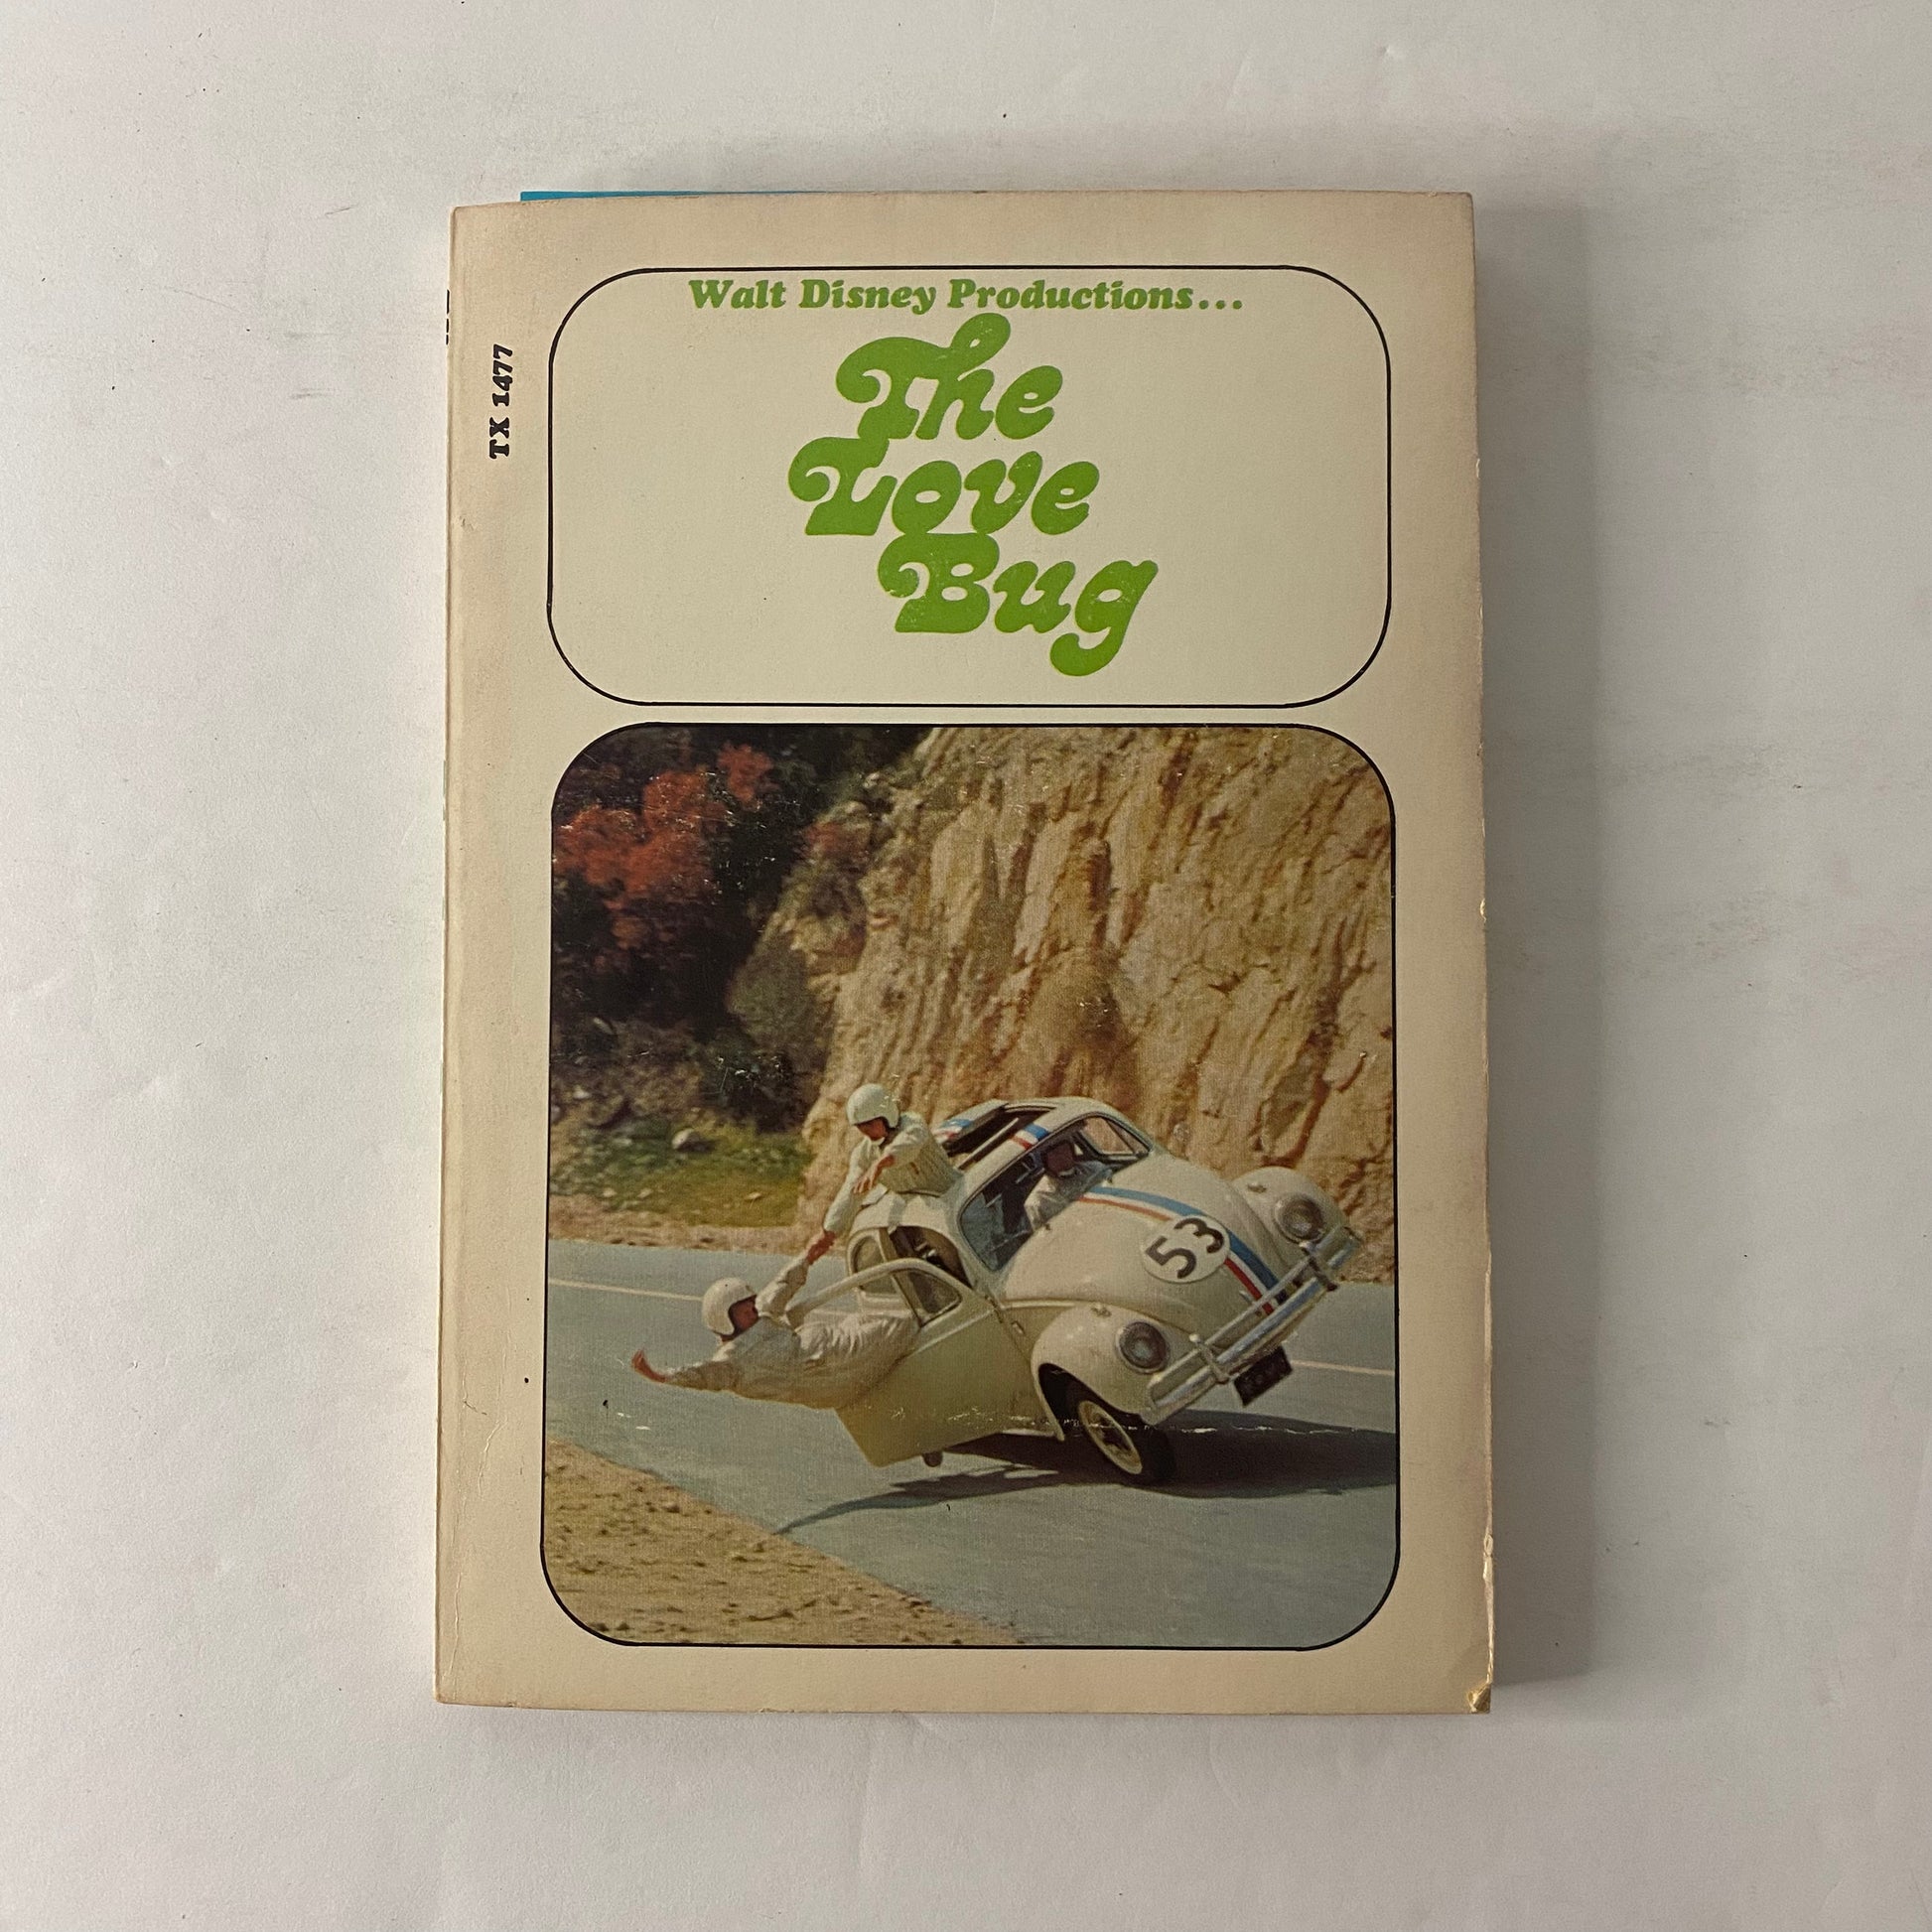 TX 1477
Walt Disney Productions...
The
Love
Bug
53